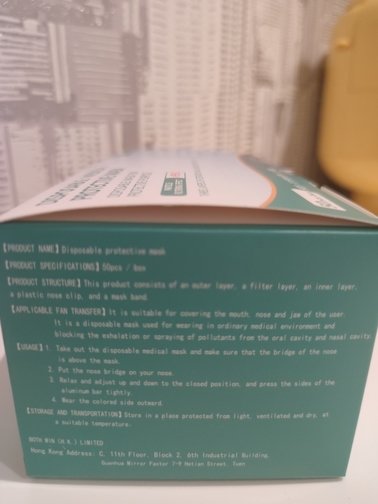 【PRODUCT NAME】Disposable protective mask
【PRODUCT SPECIFICATIONS】50pcs / box
【PRODUCT STRUCTURE】This product consists of an outer layer, a filter layer, an inner layer,
a plastic nose clip, and a mask band.
【APPLICABLE FAN TRANSFER】It is suitable for covering the mouth, nose and jaw of the user.
It is a disposable mask used for wearing in ordinary medical environment and
blocking the exhalation or spraying of pollutants from the oral cavity and nasal cavity.
【USAGE】1. Take out the disposable medical mask and make sure that the bridge of the nose
is above the mask.
2. Put the nose bridge on your nose.
3. Relax and adjust up and down to the closed position, and press the sides of the
aluminum bar tightly.
4. Wear the colored side outward.
【STORAGE AND TRANSPORTATION】Store in a place protected from light, ventilated and dry, at
a suitable temperature.
BOTH WIN (H.K.) LIMITED
Hong Kong Address: C, 11th Floor, Block 2, 6th Industrial Building,
7-9 Hetian Street, Tuen